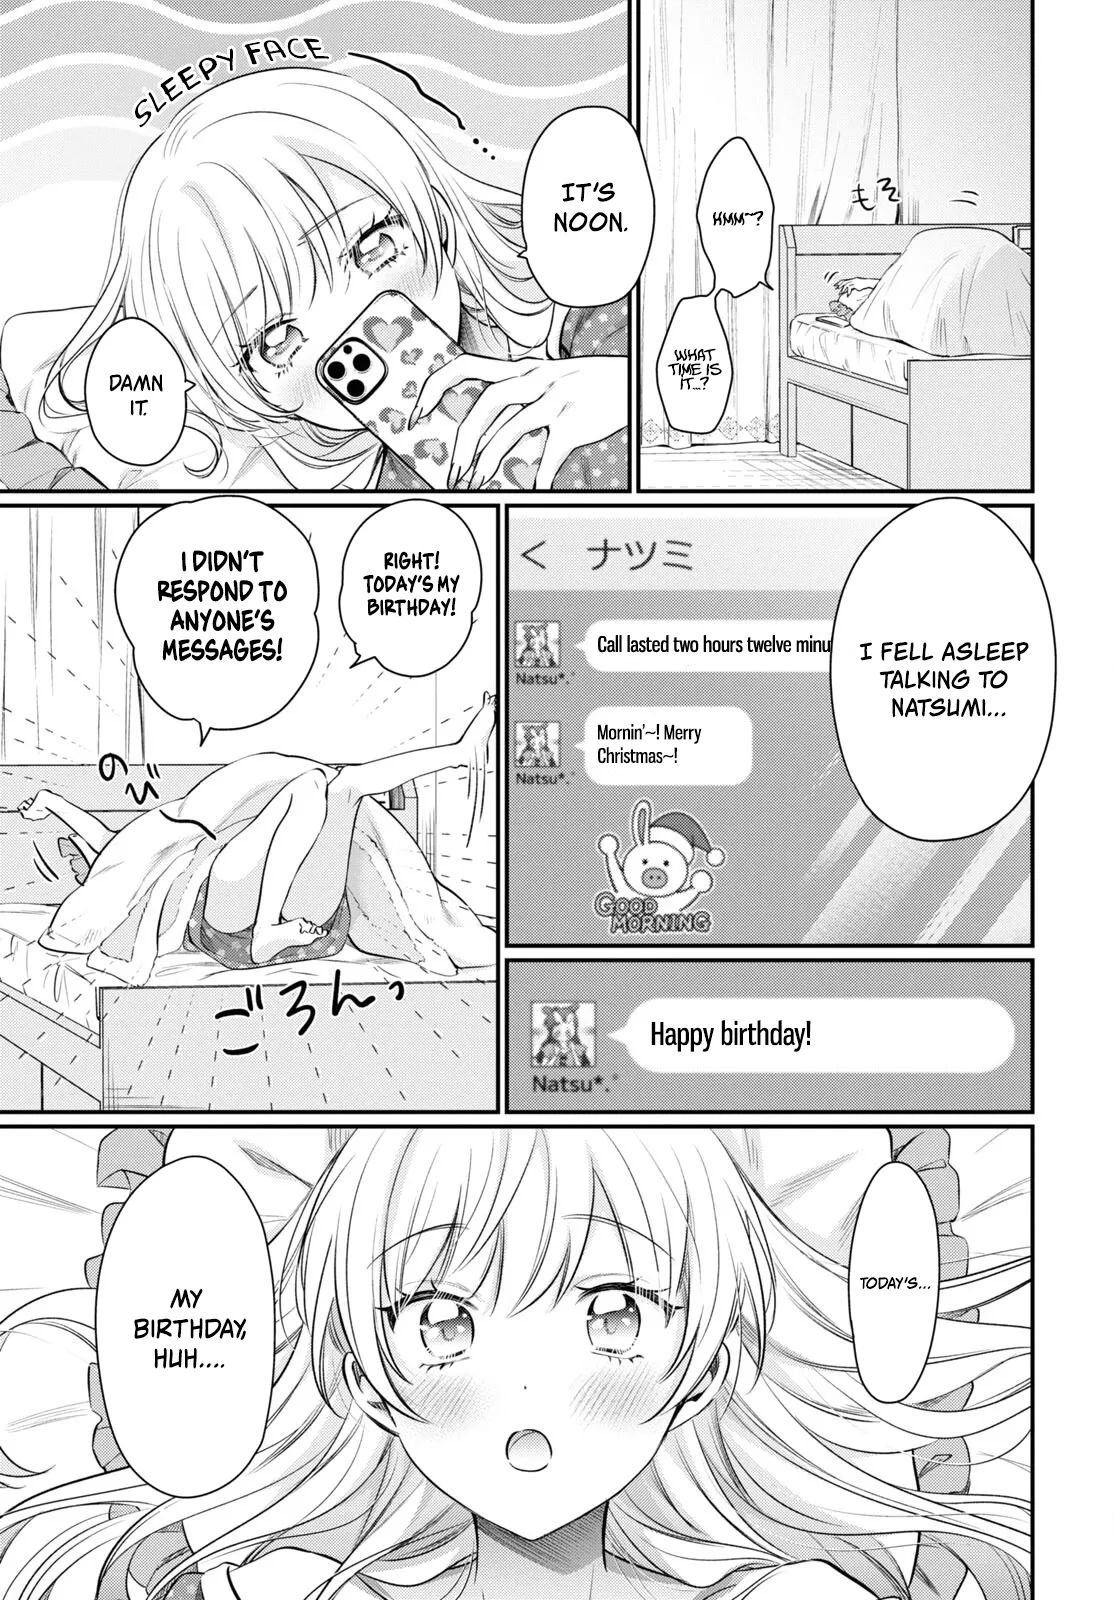 HMM~?
もそ
WHAT
TIME IS
IT...?
SLEEPY FACE
IT'S
NOON.
DAMN
IT.
< ナツミ
I FELL ASLEEP
TALKING TO
NATSUMI...
Call lasted two hours twelve minu
Natsu*.°
Mornin'~! Merry
Christmas~!
Natsu*.°
GOOD
MORNING
Happy birthday!
Natsu*.°
RIGHT!
TODAY'S MY
BIRTHDAY!
I DIDN'T
RESPOND TO
ANYONE'S
MESSAGES!
のび
ごろんっ
TODAY'S...
MY
BIRTHDAY,
HUH....